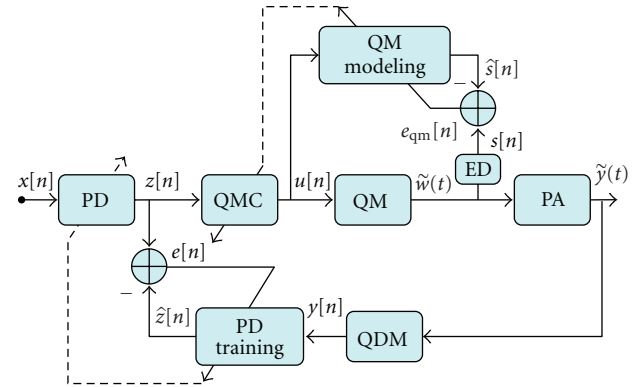 QM
modeling
− ŝ[n]
e_qm[n]
s[n]
ED
x[n]
PD
z[n]
QMC
u[n]
QM
w̃(t)
PA
ỹ(t)
e[n]
−
ẑ[n]
PD
training
y[n]
QDM